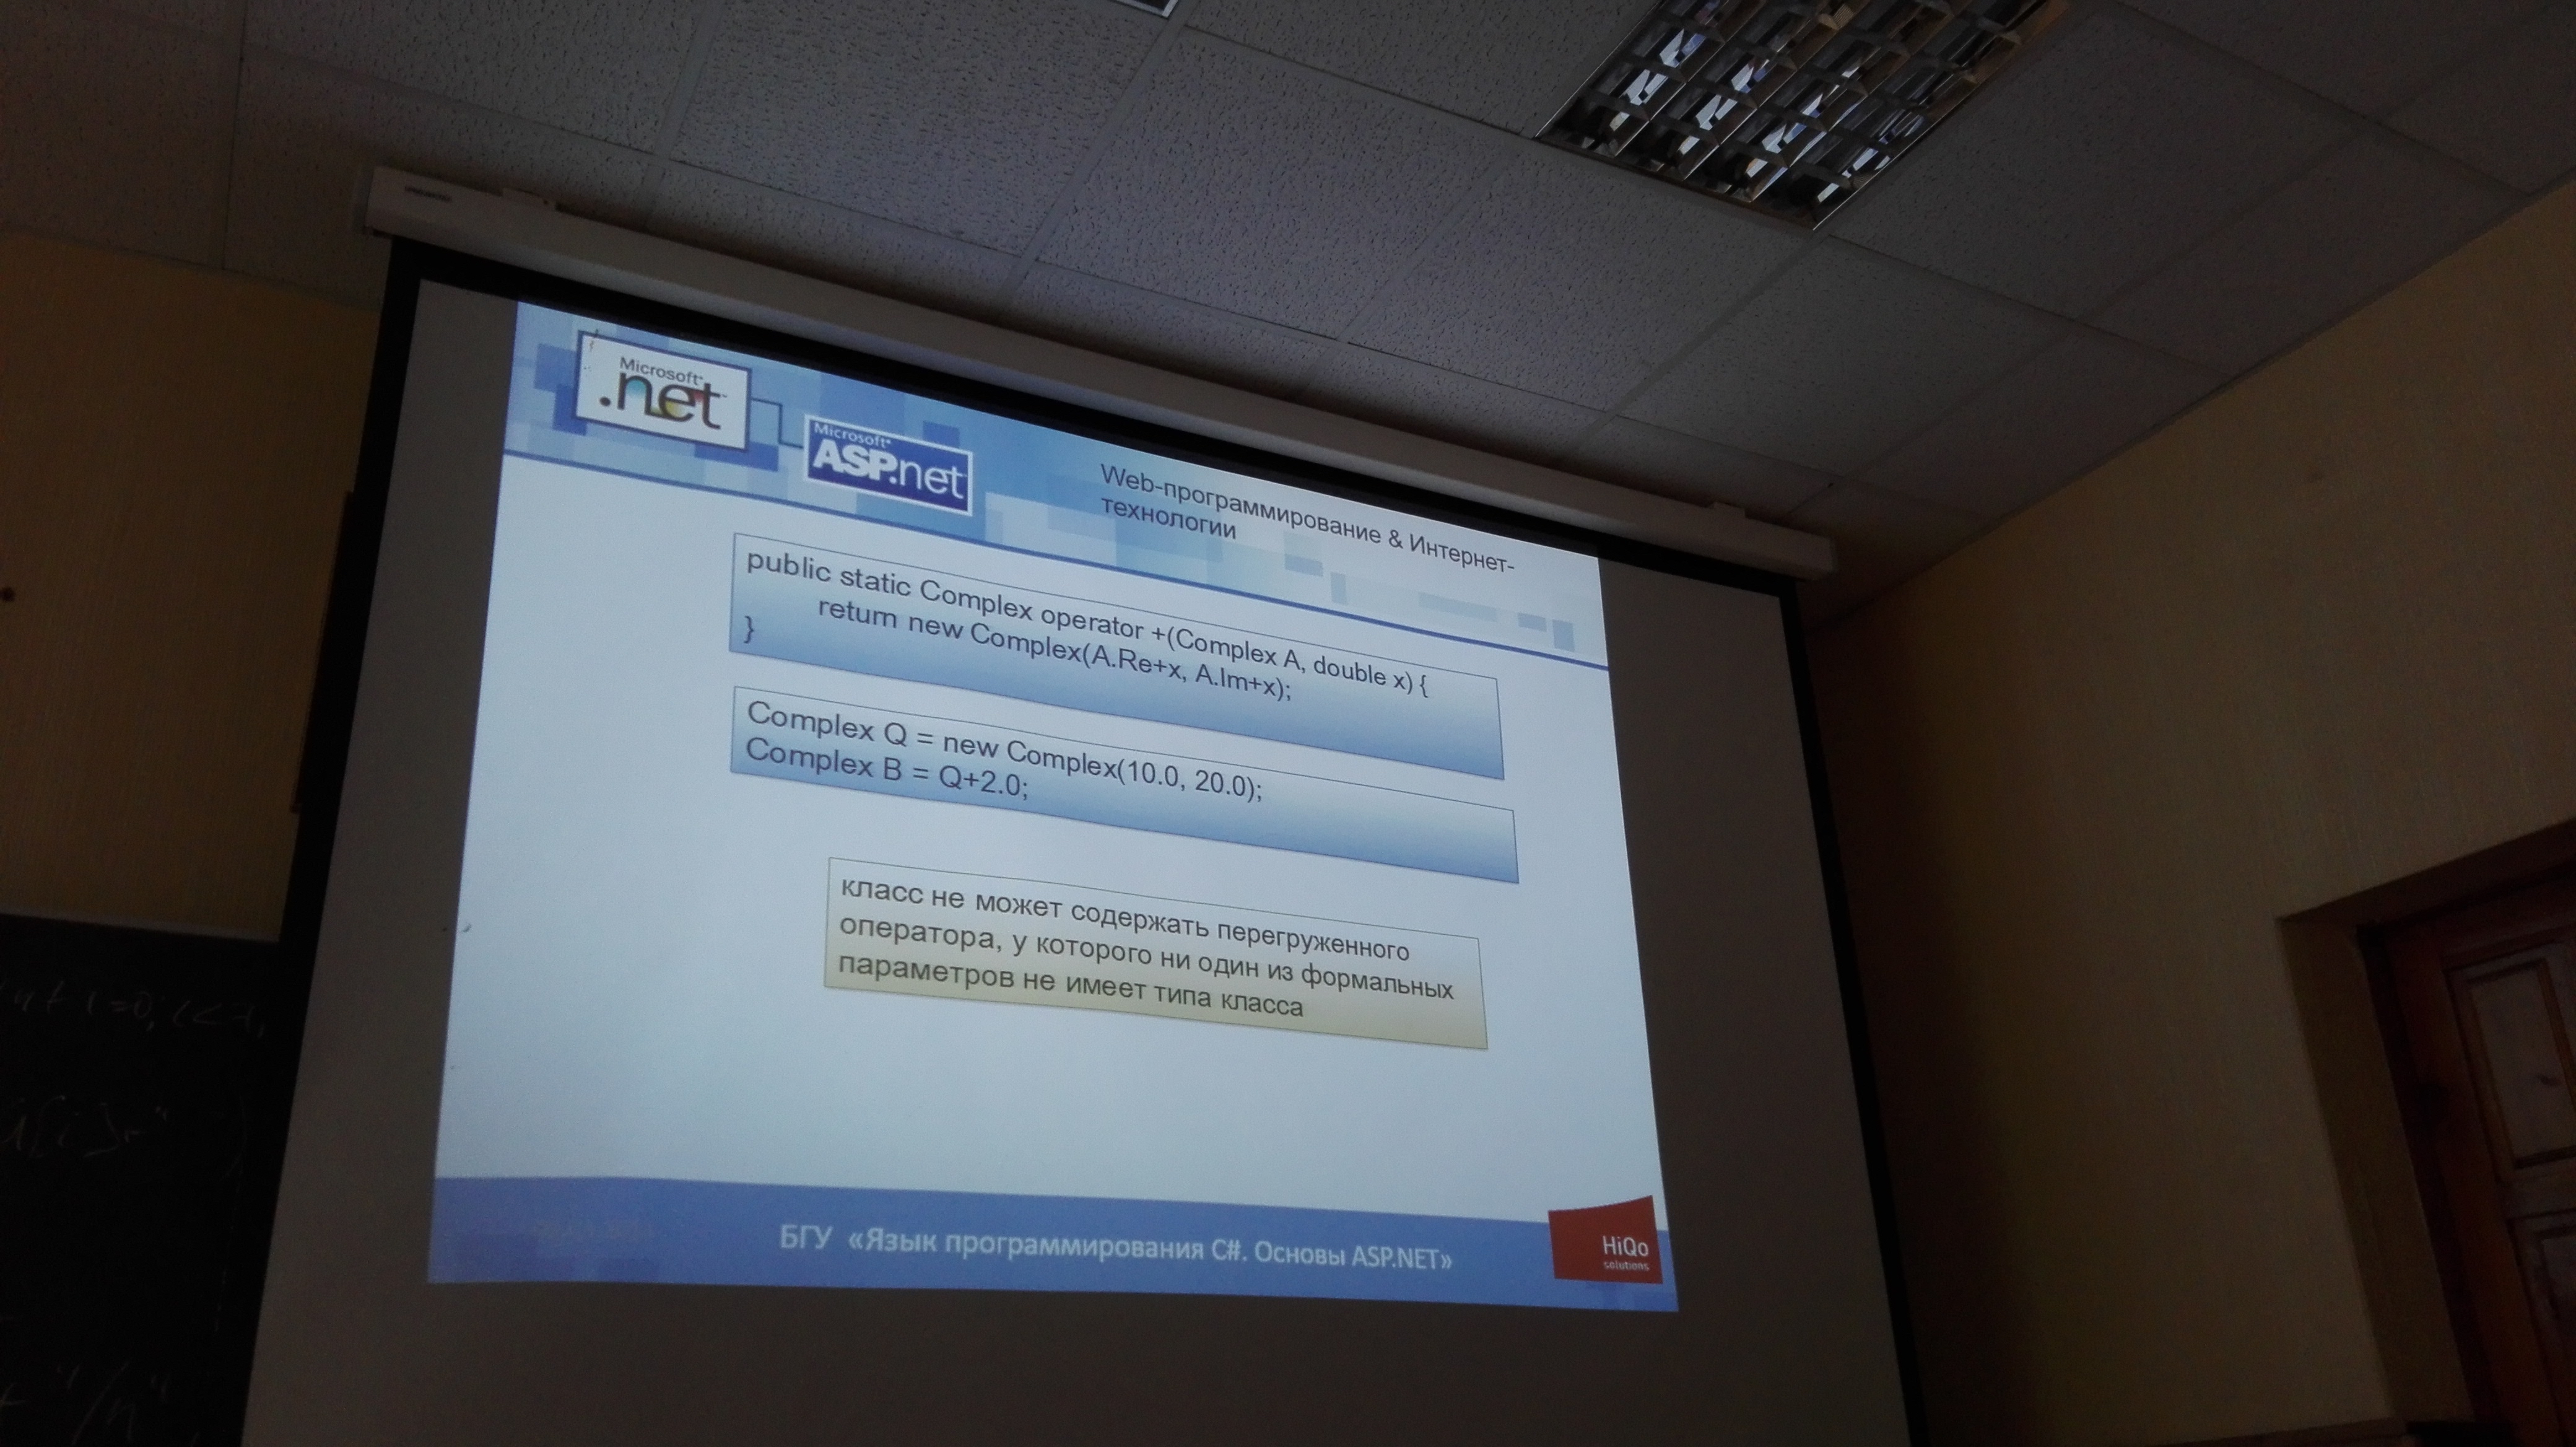 Microsoft
.net
Microsoft
ASP.net
Web-программирование & Интернет-
технологии
public static Complex operator +(Complex A, double x) {
return new Complex(A.Re+x, A.Im+x);
}
Complex Q = new Complex(10.0, 20.0);
Complex B = Q+2.0;
класс не может содержать перегруженного
оператора, у которого ни один из формальных
параметров не имеет типа класса
БГУ «Язык программирования C#. Основы ASP.NET»
HiQo
solutions